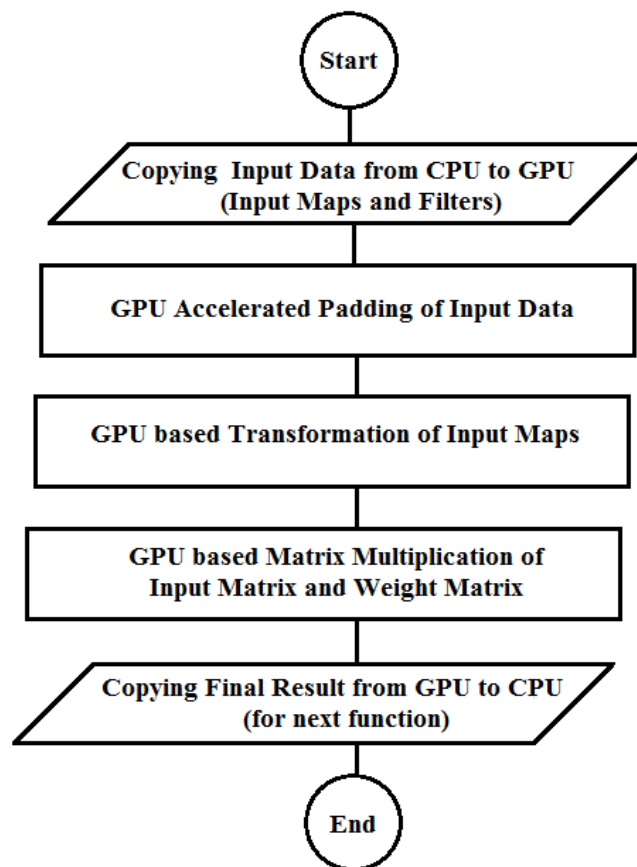 Start
Copying Input Data from CPU to GPU
(Input Maps and Filters)
GPU Accelerated Padding of Input Data
GPU based Transformation of Input Maps
GPU based Matrix Multiplication of
Input Matrix and Weight Matrix
Copying Final Result from GPU to CPU
(for next function)
End